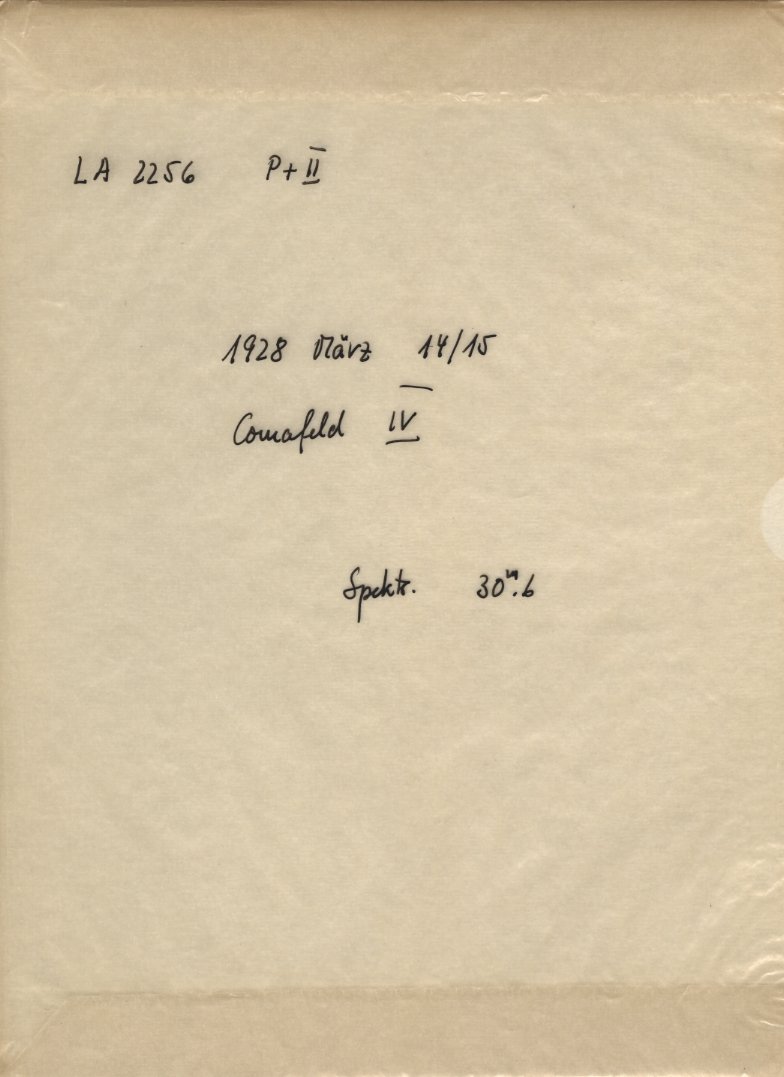 LA 2256 P+II
1928 März 14/15
Comafeld IV
Spektr. 30ᵐ.6